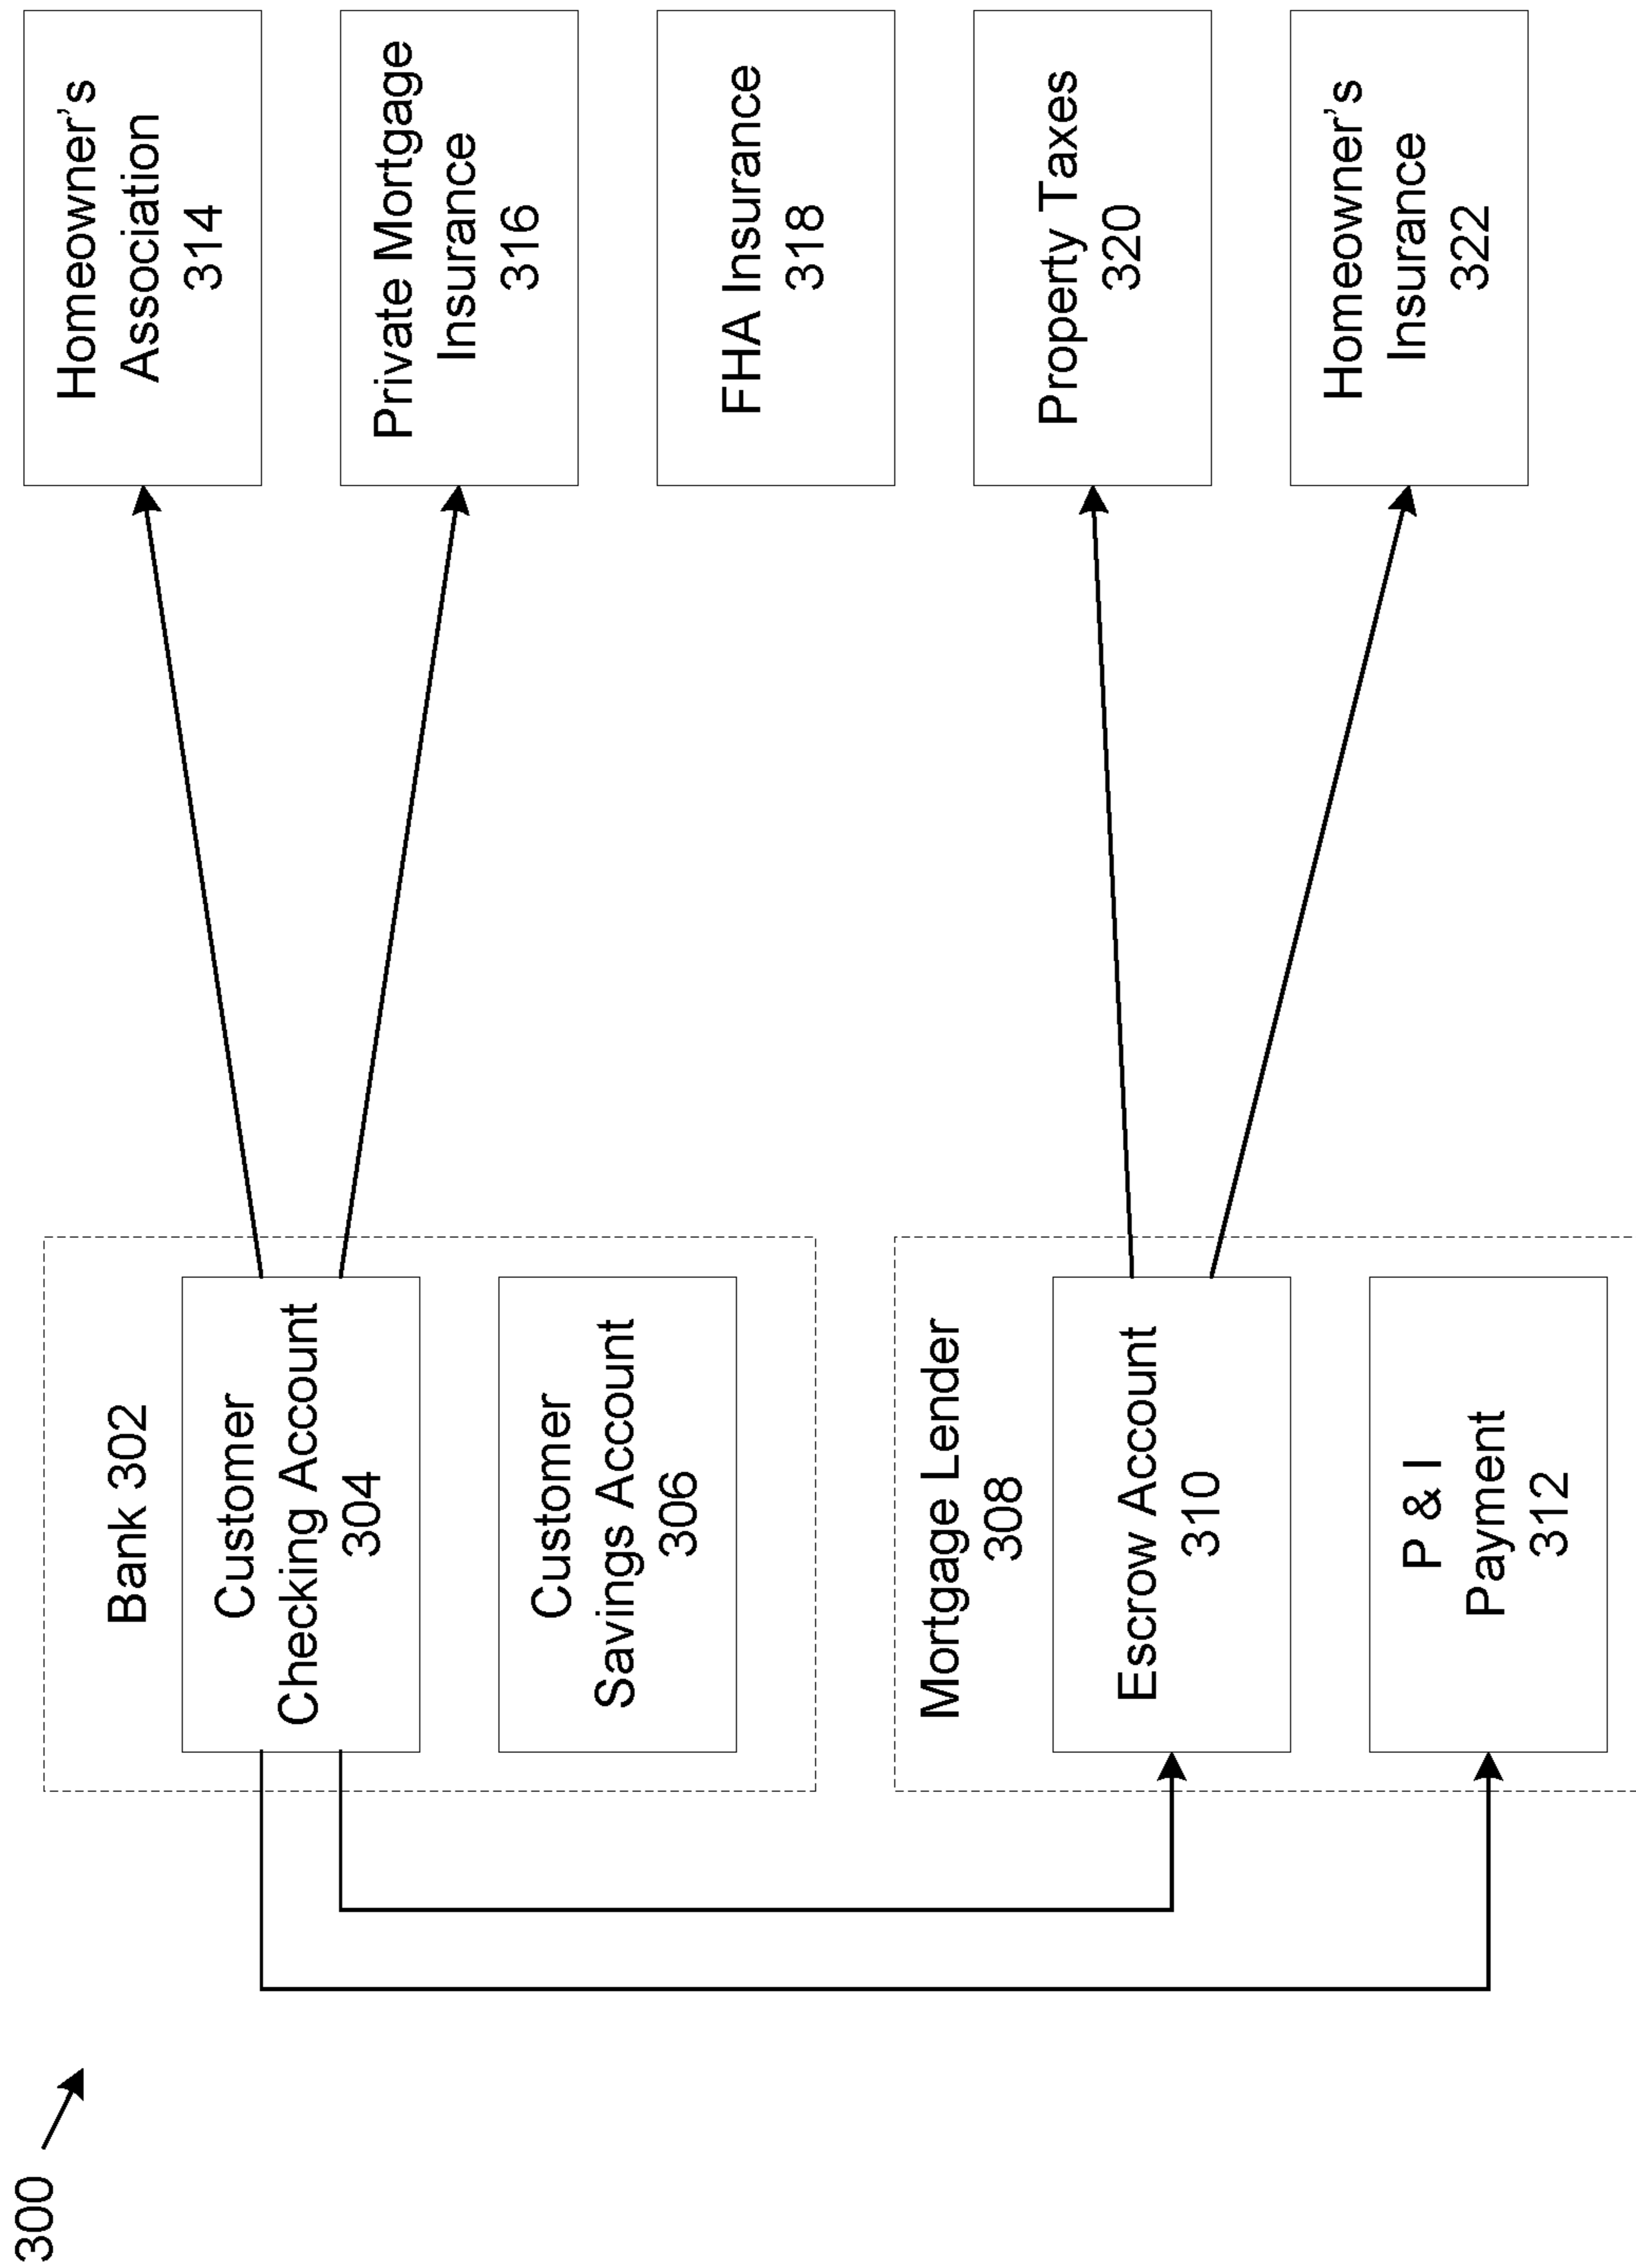 300
Bank 302
Customer
Checking Account
304
Customer
Savings Account
306
Mortgage Lender
308
Escrow Account
310
P & I
Payment
312
Homeowner's
Association
314
Private Mortgage
Insurance
316
FHA Insurance
318
Property Taxes
320
Homeowner's
Insurance
322